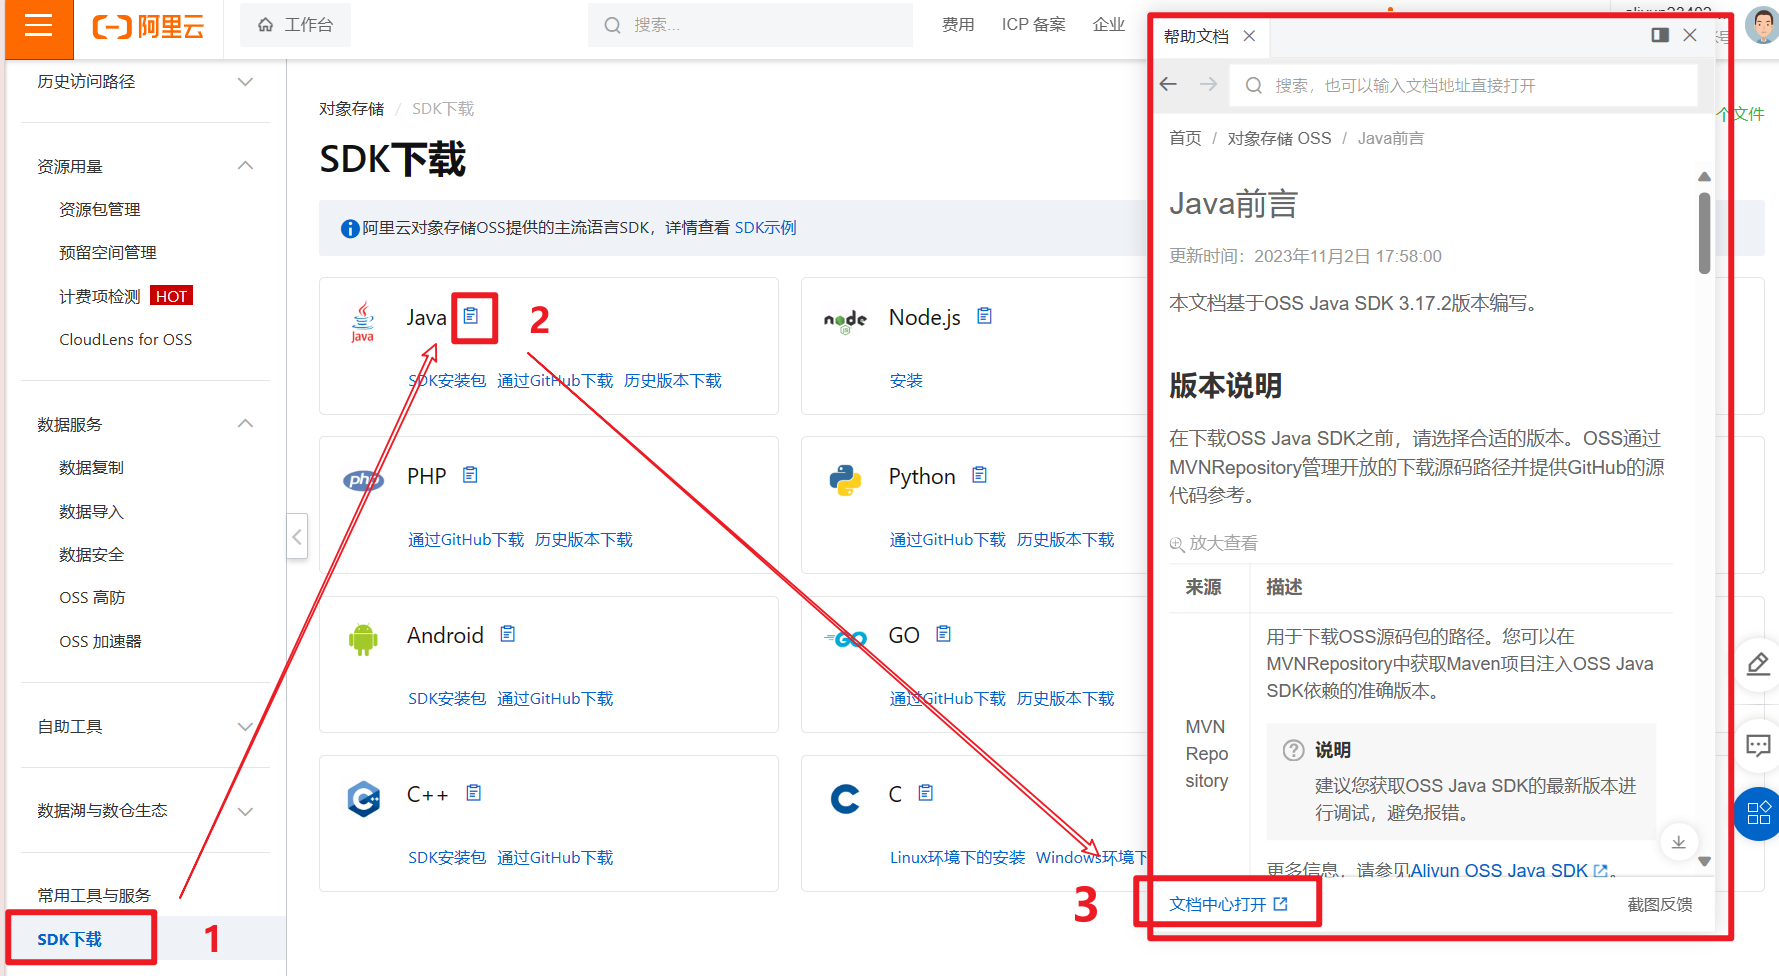 阿里云
工作台
搜索...
费用
ICP 备案
企业
历史访问路径
资源用量
资源包管理
预留空间管理
计费项检测 HOT
CloudLens for OSS
数据服务
数据复制
数据导入
数据安全
OSS 高防
OSS 加速器
自助工具
数据湖与数仓生态
常用工具与服务
SDK下载
1
对象存储 / SDK下载
SDK下载
阿里云对象存储OSS提供的主流语言SDK，详情查看 SDK示例
Java
Java
2
SDK安装包 通过GitHub下载 历史版本下载
node
JS
Node.js
安装
php
PHP
通过GitHub下载 历史版本下载
Python
通过GitHub下载 历史版本下载
Android
SDK安装包 通过GitHub下载
GO
GO
通过GitHub下载 历史版本下载
C++
SDK安装包 通过GitHub下载
C
C
Linux环境下的安装 Windows环境下
3
帮助文档
搜索，也可以输入文档地址直接打开
个文件
首页 / 对象存储 OSS / Java前言
Java前言
更新时间：2023年11月2日 17:58:00
本文档基于OSS Java SDK 3.17.2版本编写。
版本说明
在下载OSS Java SDK之前，请选择合适的版本。OSS通过
MVNRepository管理开放的下载源码路径并提供GitHub的源
代码参考。
放大查看
来源
描述
MVN
Repo
sitory
用于下载OSS源码包的路径。您可以在
MVNRepository中获取Maven项目注入OSS Java
SDK依赖的准确版本。
说明
建议您获取OSS Java SDK的最新版本进
行调试，避免报错。
更多信息，请参见Aliyun OSS Java SDK。
文档中心打开
截图反馈